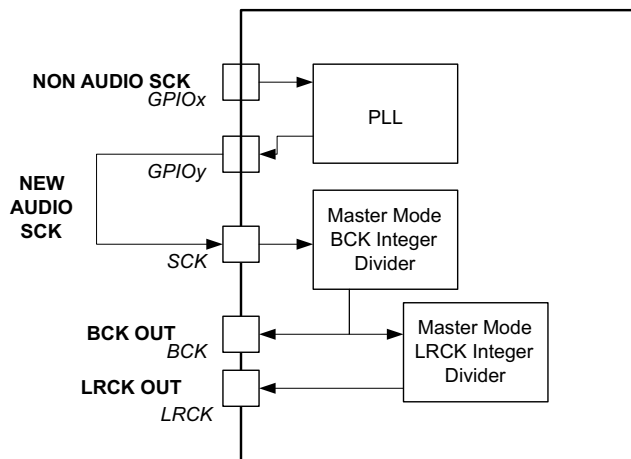 NON AUDIO SCK
GPIOx
PLL
GPIOy
NEW
AUDIO
SCK
SCK
Master Mode
BCK Integer
Divider
BCK OUT
BCK
Master Mode
LRCK Integer
Divider
LRCK OUT
LRCK